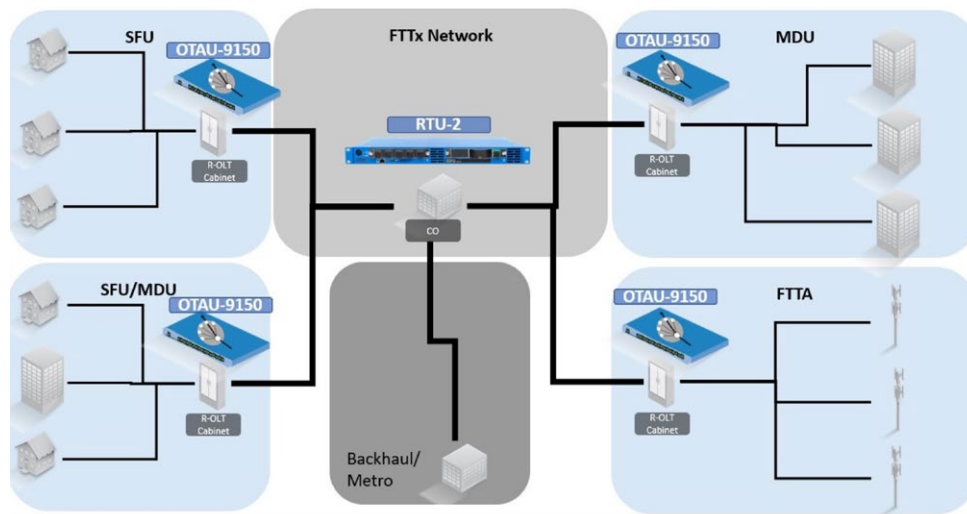 SFU
OTAU-9150
R-OLT
Cabinet
FTTx Network
RTU-2
CO
OTAU-9150
MDU
R-OLT
Cabinet
SFU/MDU
OTAU-9150
R-OLT
Cabinet
Backhaul/
Metro
OTAU-9150
FTTA
R-OLT
Cabinet